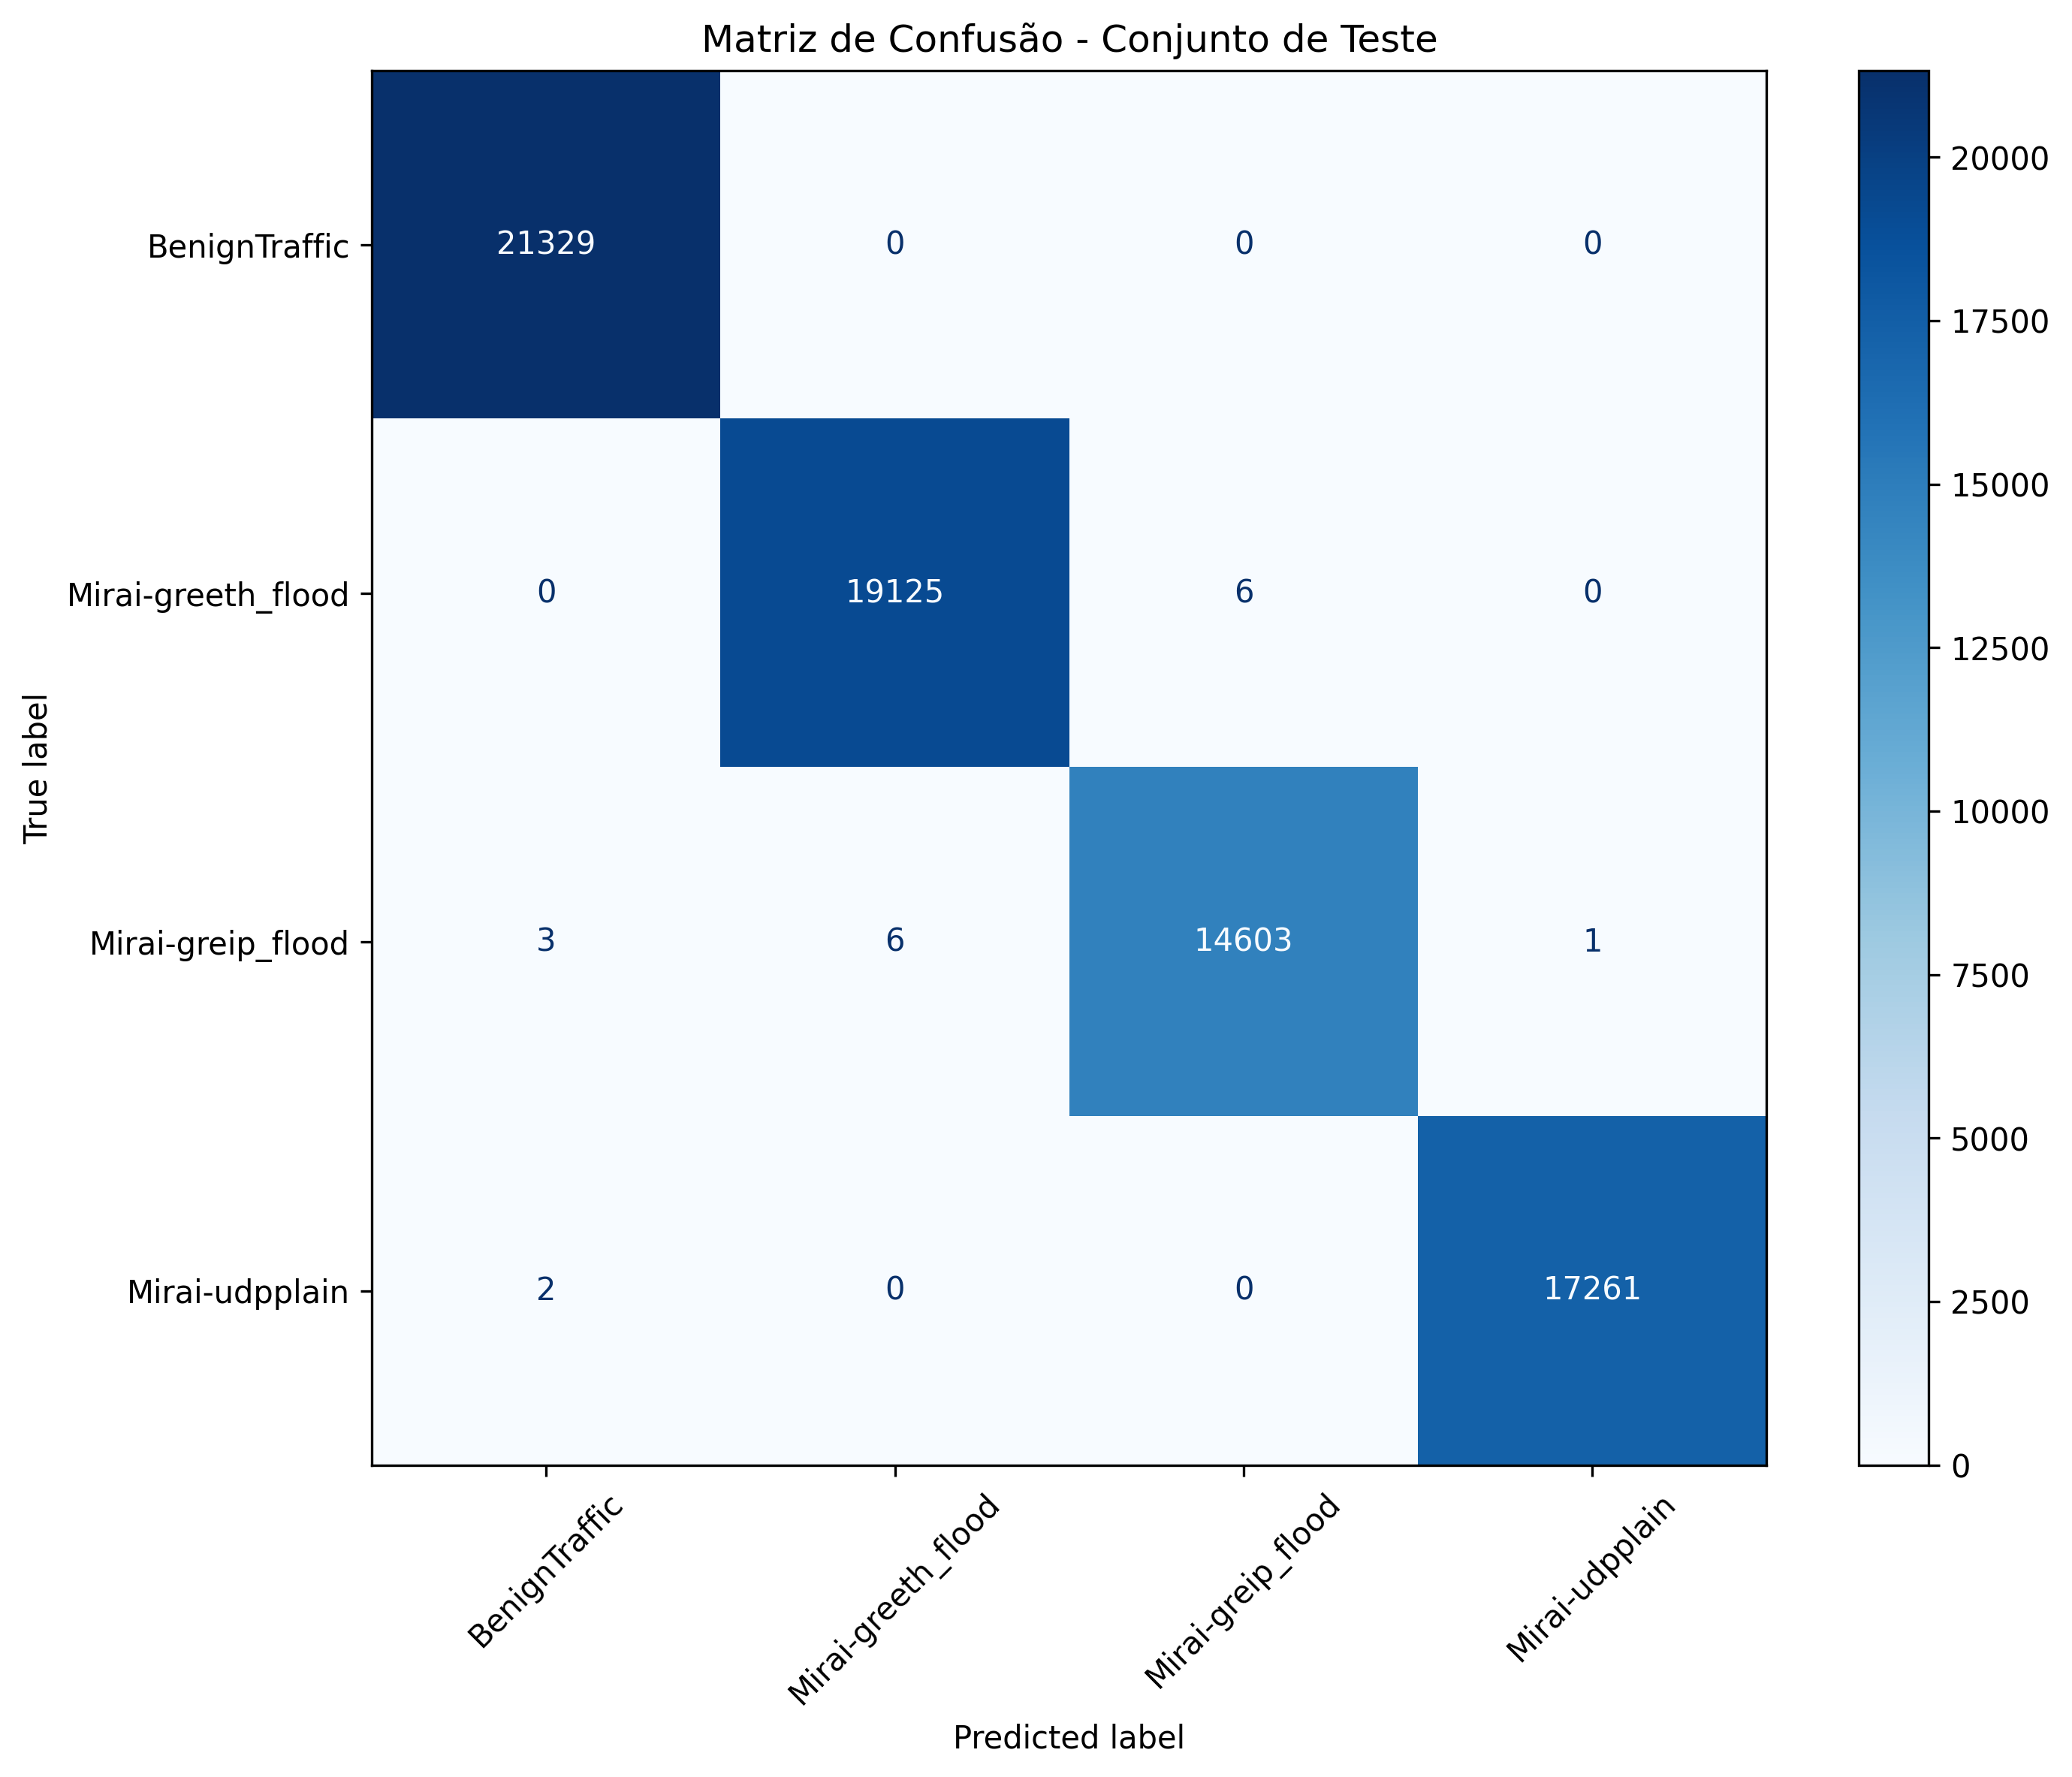 Matriz de Confusão - Conjunto de Teste
True label
BenignTraffic 21329 0 0 0
Mirai-greeth_flood 0 19125 6 0
Mirai-greip_flood 3 6 14603 1
Mirai-udpplain 2 0 0 17261
BenignTraffic Mirai-greeth_flood Mirai-greip_flood Mirai-udpplain
Predicted label
20000
17500
15000
12500
10000
7500
5000
2500
0